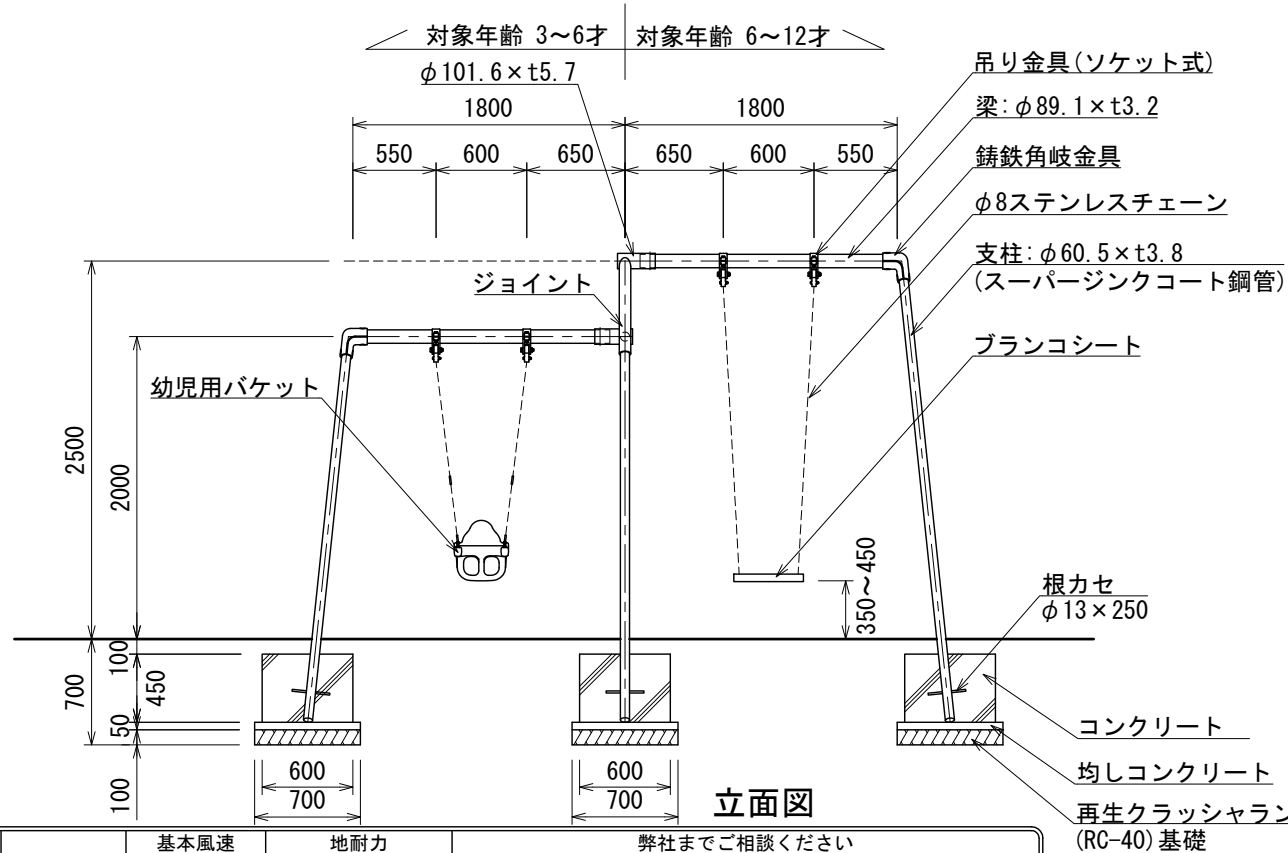 対象年齢 3～6才
対象年齢 6～12才
φ101.6×t5.7
吊り金具(ソケット式)
1800
1800
梁:φ89.1×t3.2
550
600
650
650
600
550
鋳鉄角岐金具
φ8ステンレスチェーン
支柱:φ60.5×t3.8
(スーパージンクコート鋼管)
ジョイント
ブランコシート
幼児用バケット
2500
2000
350～450
根カセ
φ13×250
700
100
450
50
100
コンクリート
均しコンクリート
再生クラッシャラン
(RC-40)基礎
600
700
600
700
立面図
基本風速
地耐力
弊社までご相談ください